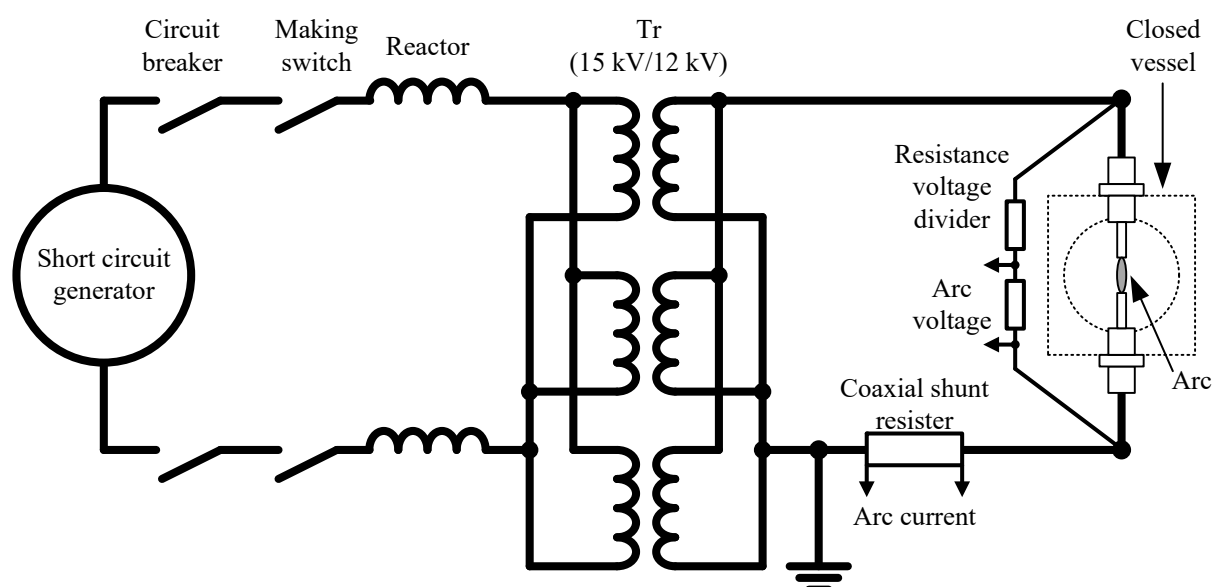 Circuit
breaker
Making
switch
Reactor
Tr
(15 kV/12 kV)
Closed
vessel
Resistance
voltage
divider
Short circuit
generator
Arc
voltage
Arc
Coaxial shunt
resister
Arc current